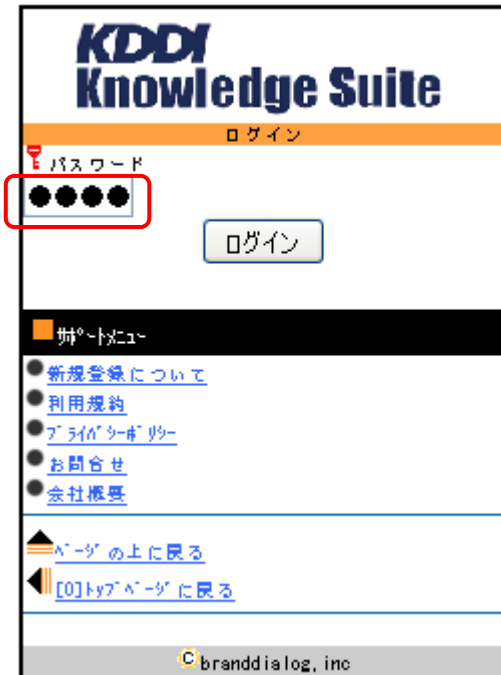 KDDI
Knowledge Suite
ログイン
パスワード
●●●●
ログイン
ｻﾎﾟｰﾄﾒﾆｭｰ
新規登録について
利用規約
ﾌﾟﾗｲﾊﾞｼｰﾎﾟﾘｼｰ
お問合せ
会社概要
ﾍﾟｰｼﾞの上に戻る
[0]ﾄｯﾌﾟﾍﾟｰｼﾞに戻る
©branddialog, inc